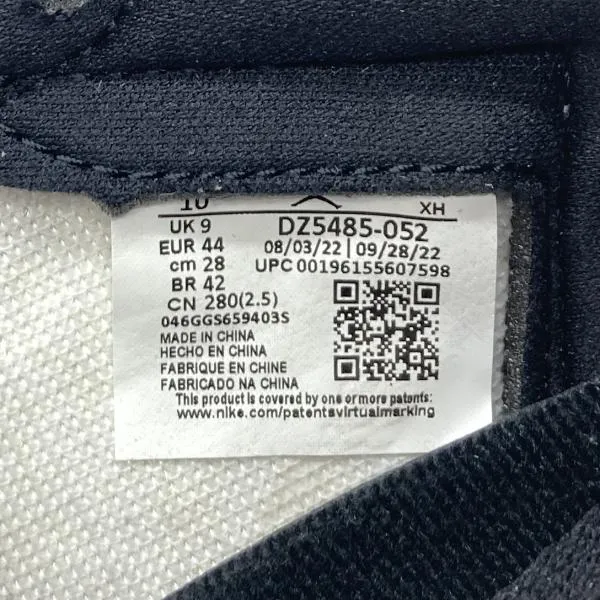 10
XH
UK 9
EUR 44
cm 28
BR 42
CN 280(2.5)
DZ5485-052
08/03/22 | 09/28/22
UPC 00196155607598
046GGS659403S
MADE IN CHINA
HECHO EN CHINA
FABRIQUE EN CHINE
FABRICADO NA CHINA
This product is covered by one or more patents:
www.nike.com/patentsvirtualmarking